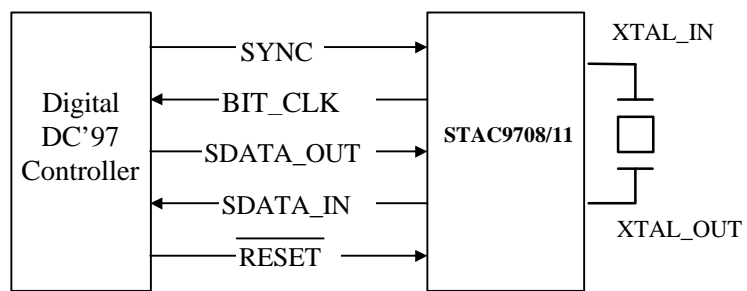 XTAL_IN
SYNC
BIT_CLK
Digital
DC’97
Controller
STAC9708/11
SDATA_OUT
SDATA_IN
XTAL_OUT
RESET